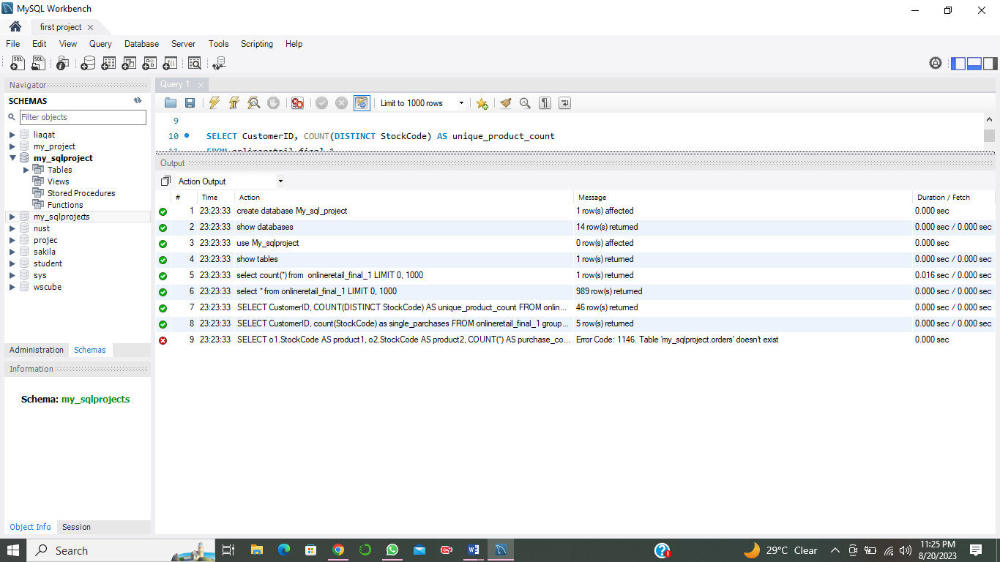 MySQL Workbench
first project
File Edit View Query Database Server Tools Scripting Help
Navigator
SCHEMAS
Filter objects
liaqat
my_project
my_sqlproject
Tables
Views
Stored Procedures
Functions
my_sqlprojects
nust
projec
sakila
student
sys
wscube
Administration Schemas
Information
Schema: my_sqlprojects
Object Info Session
Query 1
Limit to 1000 rows
9
10 SELECT CustomerID, COUNT(DISTINCT StockCode) AS unique_product_count
11 FROM onlineretail_final_1
Output
Action Output
# Time Action Message Duration / Fetch
1 23:23:33 create database My_sql_project 1 row(s) affected 0.000 sec
2 23:23:33 show databases 14 row(s) returned 0.000 sec / 0.000 sec
3 23:23:33 use My_sqlproject 0 row(s) affected 0.000 sec
4 23:23:33 show tables 1 row(s) returned 0.000 sec / 0.000 sec
5 23:23:33 select count(*) from onlineretail_final_1 LIMIT 0, 1000 1 row(s) returned 0.016 sec / 0.000 sec
6 23:23:33 select * from onlineretail_final_1 LIMIT 0, 1000 989 row(s) returned 0.000 sec / 0.000 sec
7 23:23:33 SELECT CustomerID, COUNT(DISTINCT StockCode) AS unique_product_count FROM onlin... 46 row(s) returned 0.000 sec / 0.000 sec
8 23:23:33 SELECT CustomerID, count(StockCode) as single_parchases FROM onlineretail_final_1 group... 5 row(s) returned 0.000 sec / 0.000 sec
9 23:23:33 SELECT o1.StockCode AS product1, o2.StockCode AS product2, COUNT(*) AS purchase_co... Error Code: 1146. Table 'my_sqlproject.orders' doesn't exist 0.000 sec
Search
29°C Clear
11:25 PM
8/20/2023